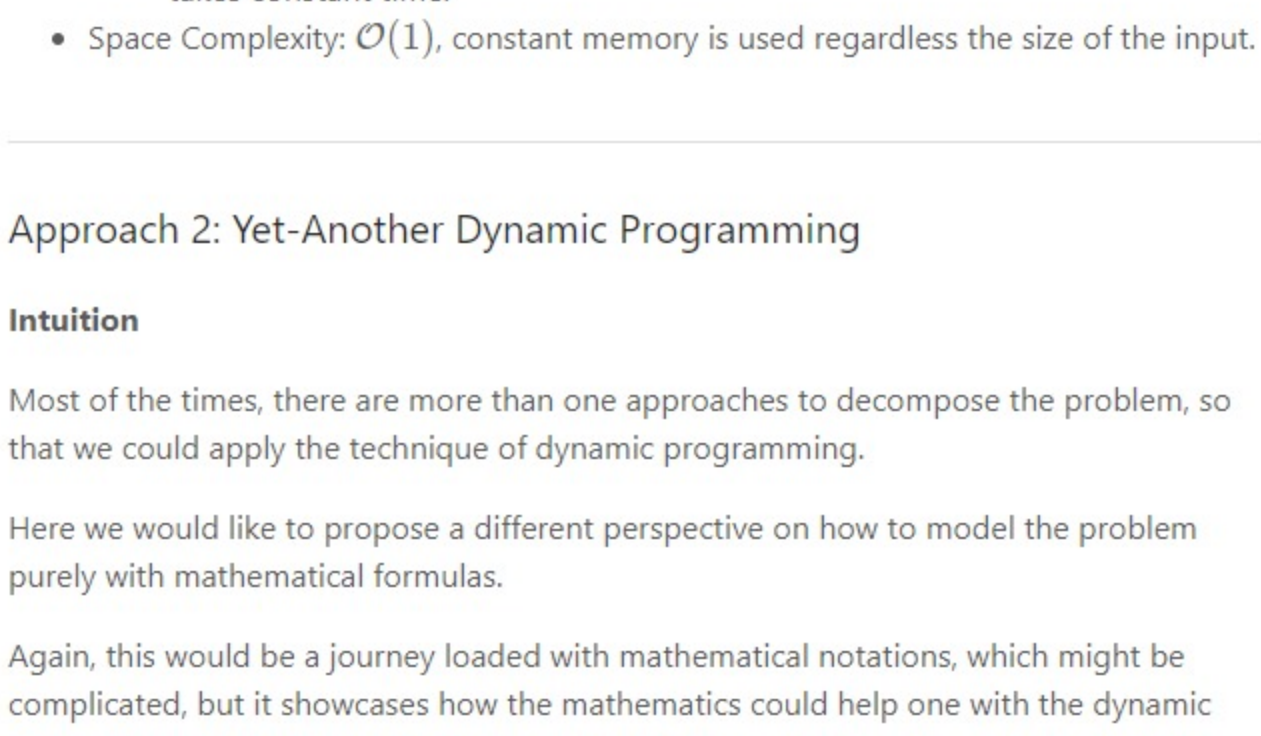 takes constant time.
Space Complexity: O(1), constant memory is used regardless the size of the input.
Approach 2: Yet-Another Dynamic Programming
Intuition
Most of the times, there are more than one approaches to decompose the problem, so
that we could apply the technique of dynamic programming.
Here we would like to propose a different perspective on how to model the problem
purely with mathematical formulas.
Again, this would be a journey loaded with mathematical notations, which might be
complicated, but it showcases how the mathematics could help one with the dynamic